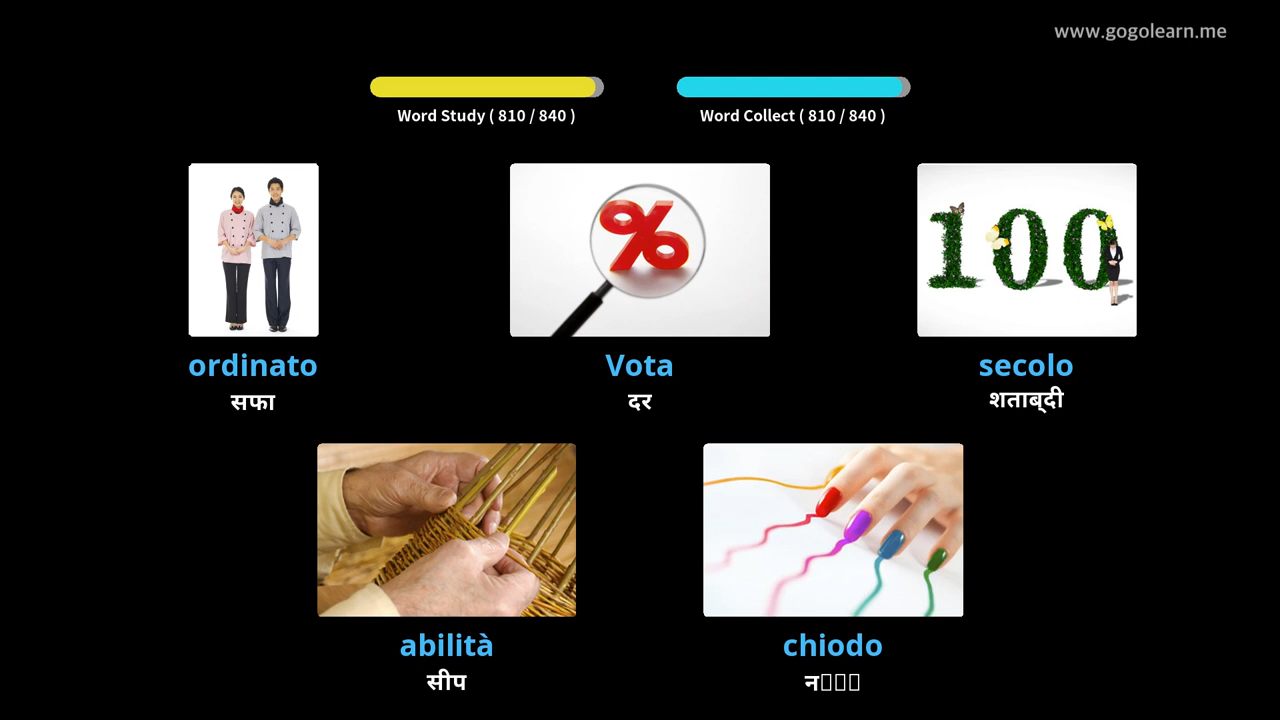 www.gogolearn.me
Word Study ( 810 / 840 )
Word Collect ( 810 / 840 )
ordinato
सफा
Vota
दर
secolo
शताब्दी
abilità
सीप
chiodo